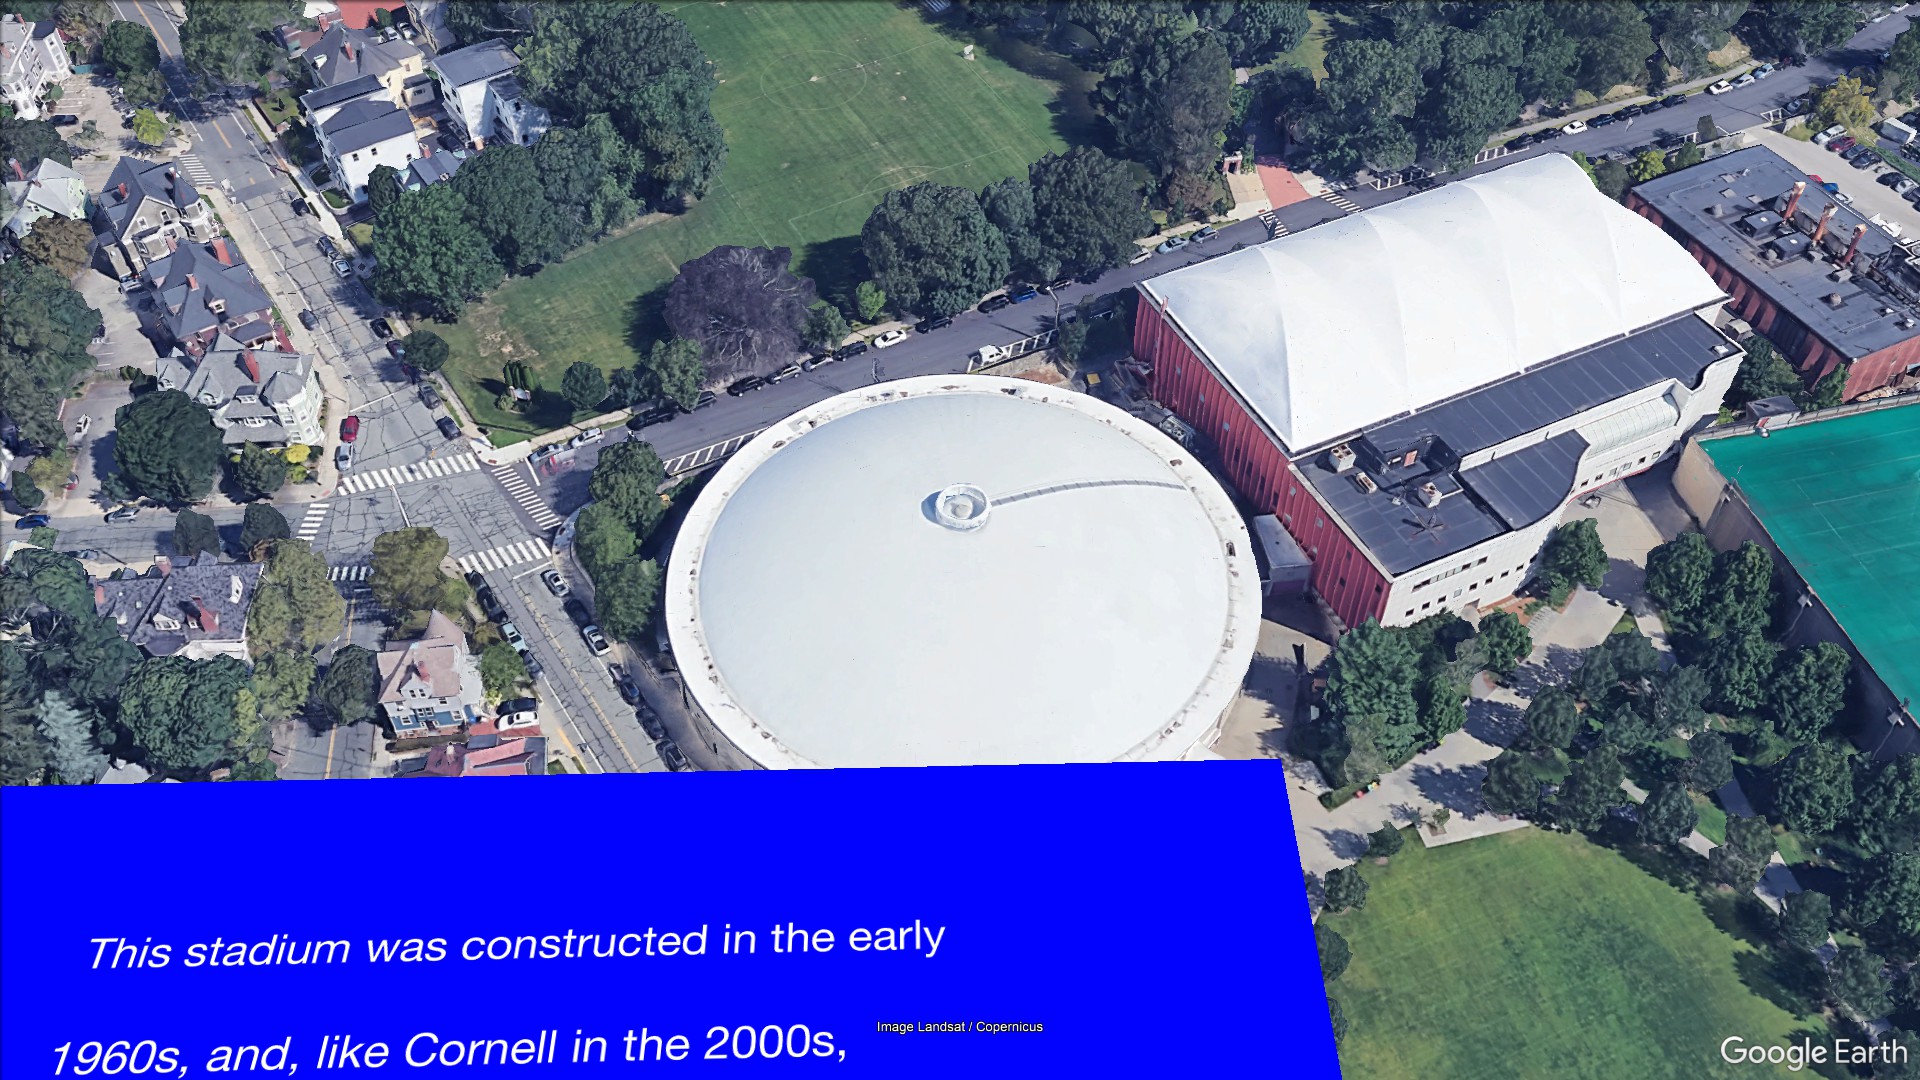 This stadium was constructed in the early
1960s, and, like Cornell in the 2000s,
Image Landsat / Copernicus
Google Earth